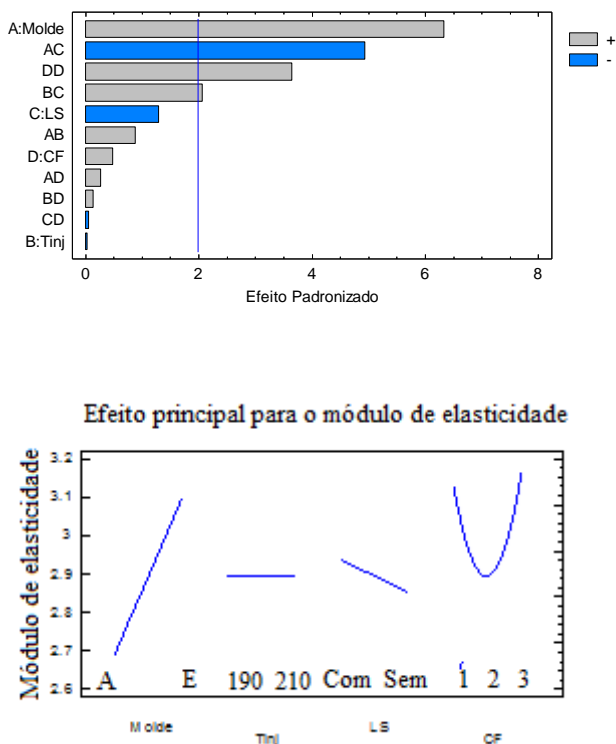 A:Molde
AC
DD
BC
C:LS
AB
D:CF
AD
BD
CD
B:Tinj
+
-
0 2 4 6 8
Efeito Padronizado
Efeito principal para o módulo de elasticidade
Módulo de elasticidade
3.2
3.1
3
2.9
2.8
2.7
2.6
A E 190 210 Com Sem 1 2 3
Molde Tinj LS CF